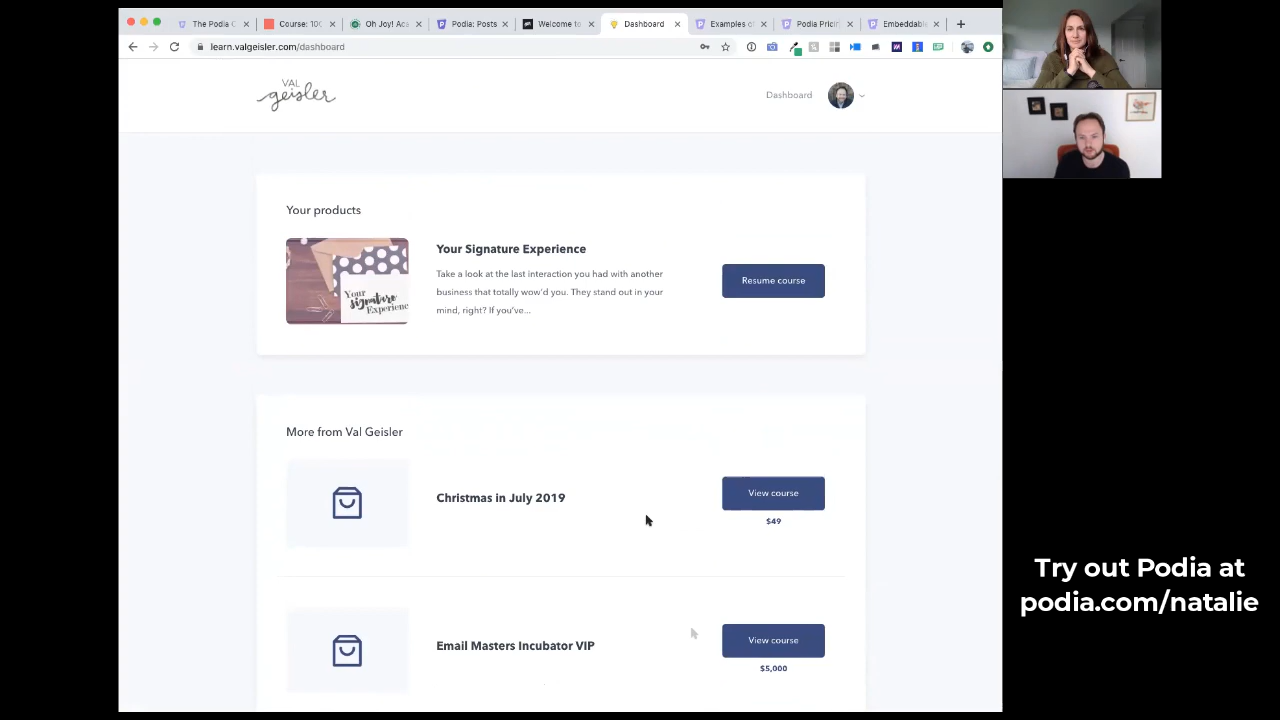 The Podia C
Course: 100
Oh Joy! Aca
Podia: Posts
Welcome to
Dashboard
Examples of
Podia Pricin
Embeddable
learn.valgeisler.com/dashboard
VAL
geisler
Dashboard
Your products
Your Signature Experience
Take a look at the last interaction you had with another
business that totally wow'd you. They stand out in your
mind, right? If you've...
Your
signature
Experience
Resume course
More from Val Geisler
Christmas in July 2019
View course
$49
Email Masters Incubator VIP
View course
$5,000
Try out Podia at
podia.com/natalie